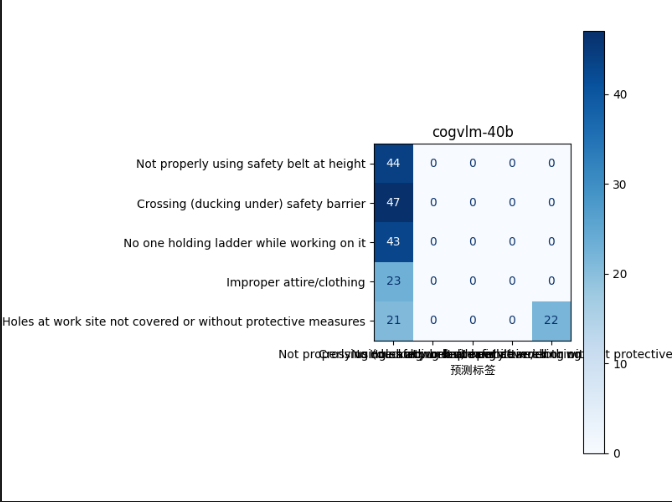 cogvlm-40b
Not properly using safety belt at height 44 0 0 0 0
Crossing (ducking under) safety barrier 47 0 0 0 0
No one holding ladder while working on it 43 0 0 0 0
Improper attire/clothing 23 0 0 0 0
Holes at work site not covered or without protective measures 21 0 0 0 22
预测标签
40
30
20
10
0